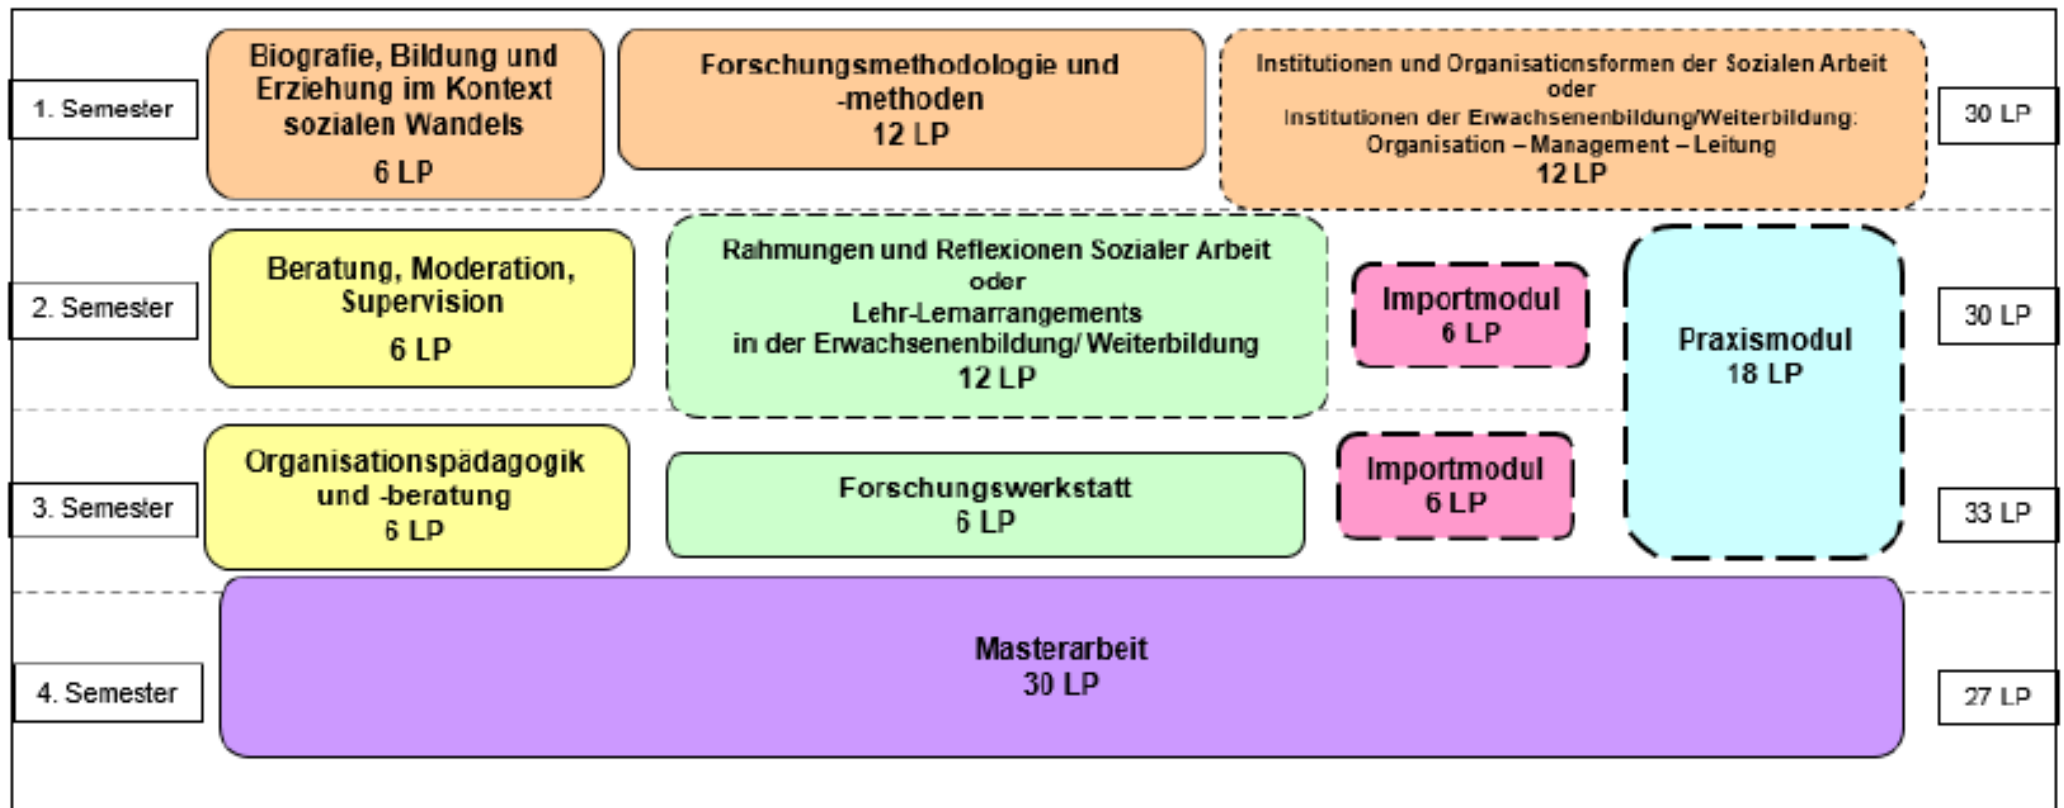 1. Semester
Biografie, Bildung und
Erziehung im Kontext
sozialen Wandels
6 LP
Forschungsmethodologie und
-methoden
12 LP
Institutionen und Organisationsformen der Sozialen Arbeit
oder
Institutionen der Erwachsenenbildung/Weiterbildung:
Organisation – Management – Leitung
12 LP
30 LP
2. Semester
Beratung, Moderation,
Supervision
6 LP
Rahmungen und Reflexionen Sozialer Arbeit
oder
Lehr-Lernarrangements
in der Erwachsenenbildung/ Weiterbildung
12 LP
Importmodul
6 LP
Praxismodul
18 LP
30 LP
3. Semester
Organisationspädagogik
und -beratung
6 LP
Forschungswerkstatt
6 LP
Importmodul
6 LP
33 LP
4. Semester
Masterarbeit
30 LP
27 LP